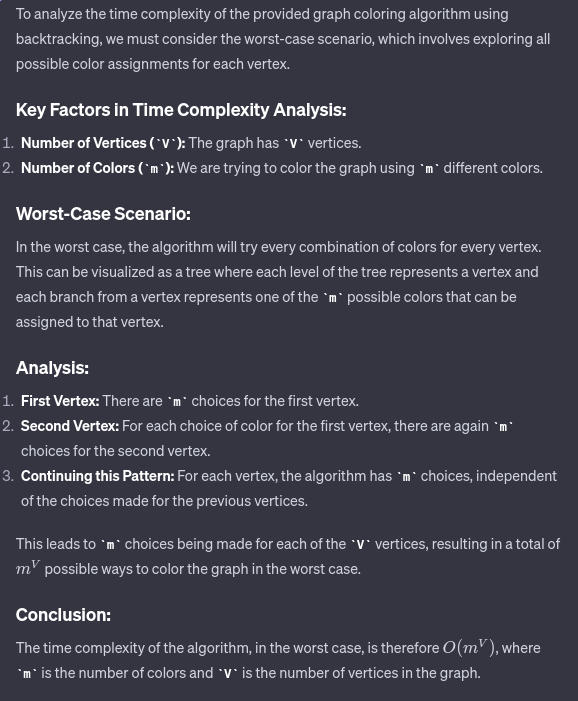 To analyze the time complexity of the provided graph coloring algorithm using
backtracking, we must consider the worst-case scenario, which involves exploring all
possible color assignments for each vertex.
Key Factors in Time Complexity Analysis:
1. Number of Vertices (`V`): The graph has `V` vertices.
2. Number of Colors (`m`): We are trying to color the graph using `m` different colors.
Worst-Case Scenario:
In the worst case, the algorithm will try every combination of colors for every vertex.
This can be visualized as a tree where each level of the tree represents a vertex and
each branch from a vertex represents one of the `m` possible colors that can be
assigned to that vertex.
Analysis:
1. First Vertex: There are `m` choices for the first vertex.
2. Second Vertex: For each choice of color for the first vertex, there are again `m`
choices for the second vertex.
3. Continuing this Pattern: For each vertex, the algorithm has `m` choices, independent
of the choices made for the previous vertices.
This leads to `m` choices being made for each of the `V` vertices, resulting in a total of
m^V possible ways to color the graph in the worst case.
Conclusion:
The time complexity of the algorithm, in the worst case, is therefore O(m^V), where
`m` is the number of colors and `V` is the number of vertices in the graph.